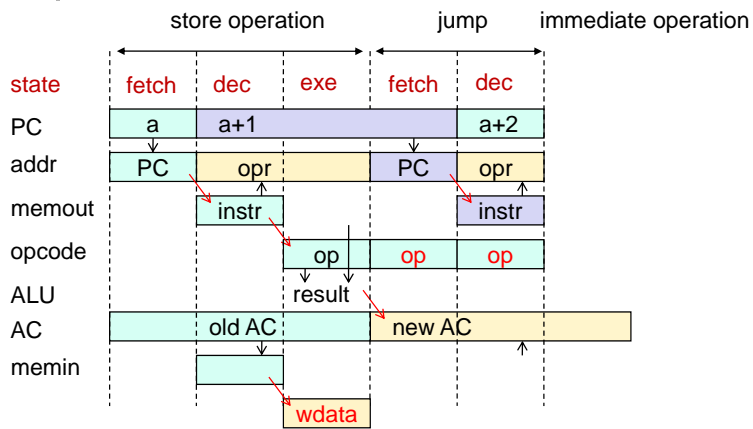 store operation jump immediate operation
state fetch dec exe fetch dec
PC a a+1 a+2
addr PC opr PC opr
memout instr instr
opcode op op op
ALU result
AC old AC new AC
memin
wdata